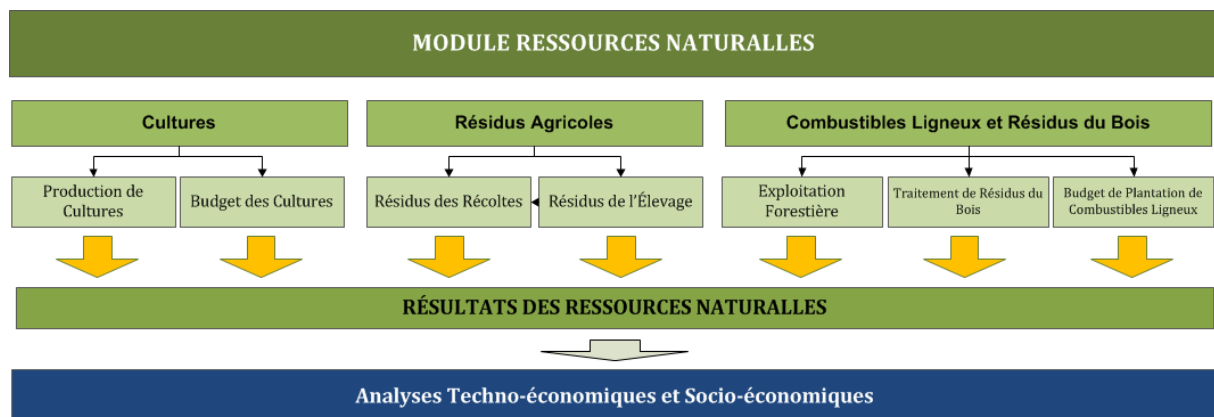 MODULE RESSOURCES NATURALLES
Cultures
Résidus Agricoles
Combustibles Ligneux et Résidus du Bois
Production de
Cultures
Budget des Cultures
Résidus des Récoltes
Résidus de l'Élevage
Exploitation
Forestière
Traitement de Résidus du
Bois
Budget de Plantation de
Combustibles Ligneux
RÉSULTATS DES RESSOURCES NATURALLES
Analyses Techno-économiques et Socio-économiques